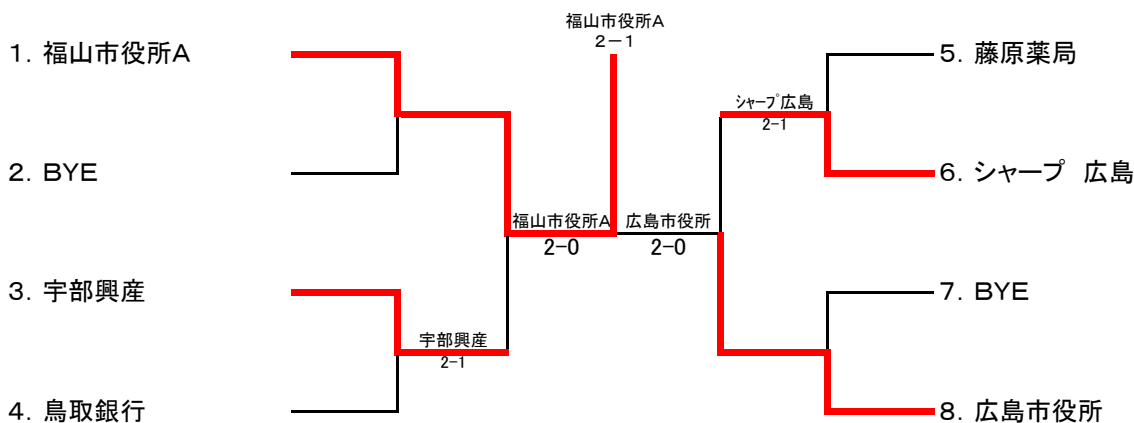 福山市役所A
2-1
1. 福山市役所A
5. 藤原薬局
シャープ広島
2-1
2. BYE
6. シャープ 広島
福山市役所A
広島市役所
2-0
2-0
3. 宇部興産
7. BYE
宇部興産
2-1
4. 鳥取銀行
8. 広島市役所